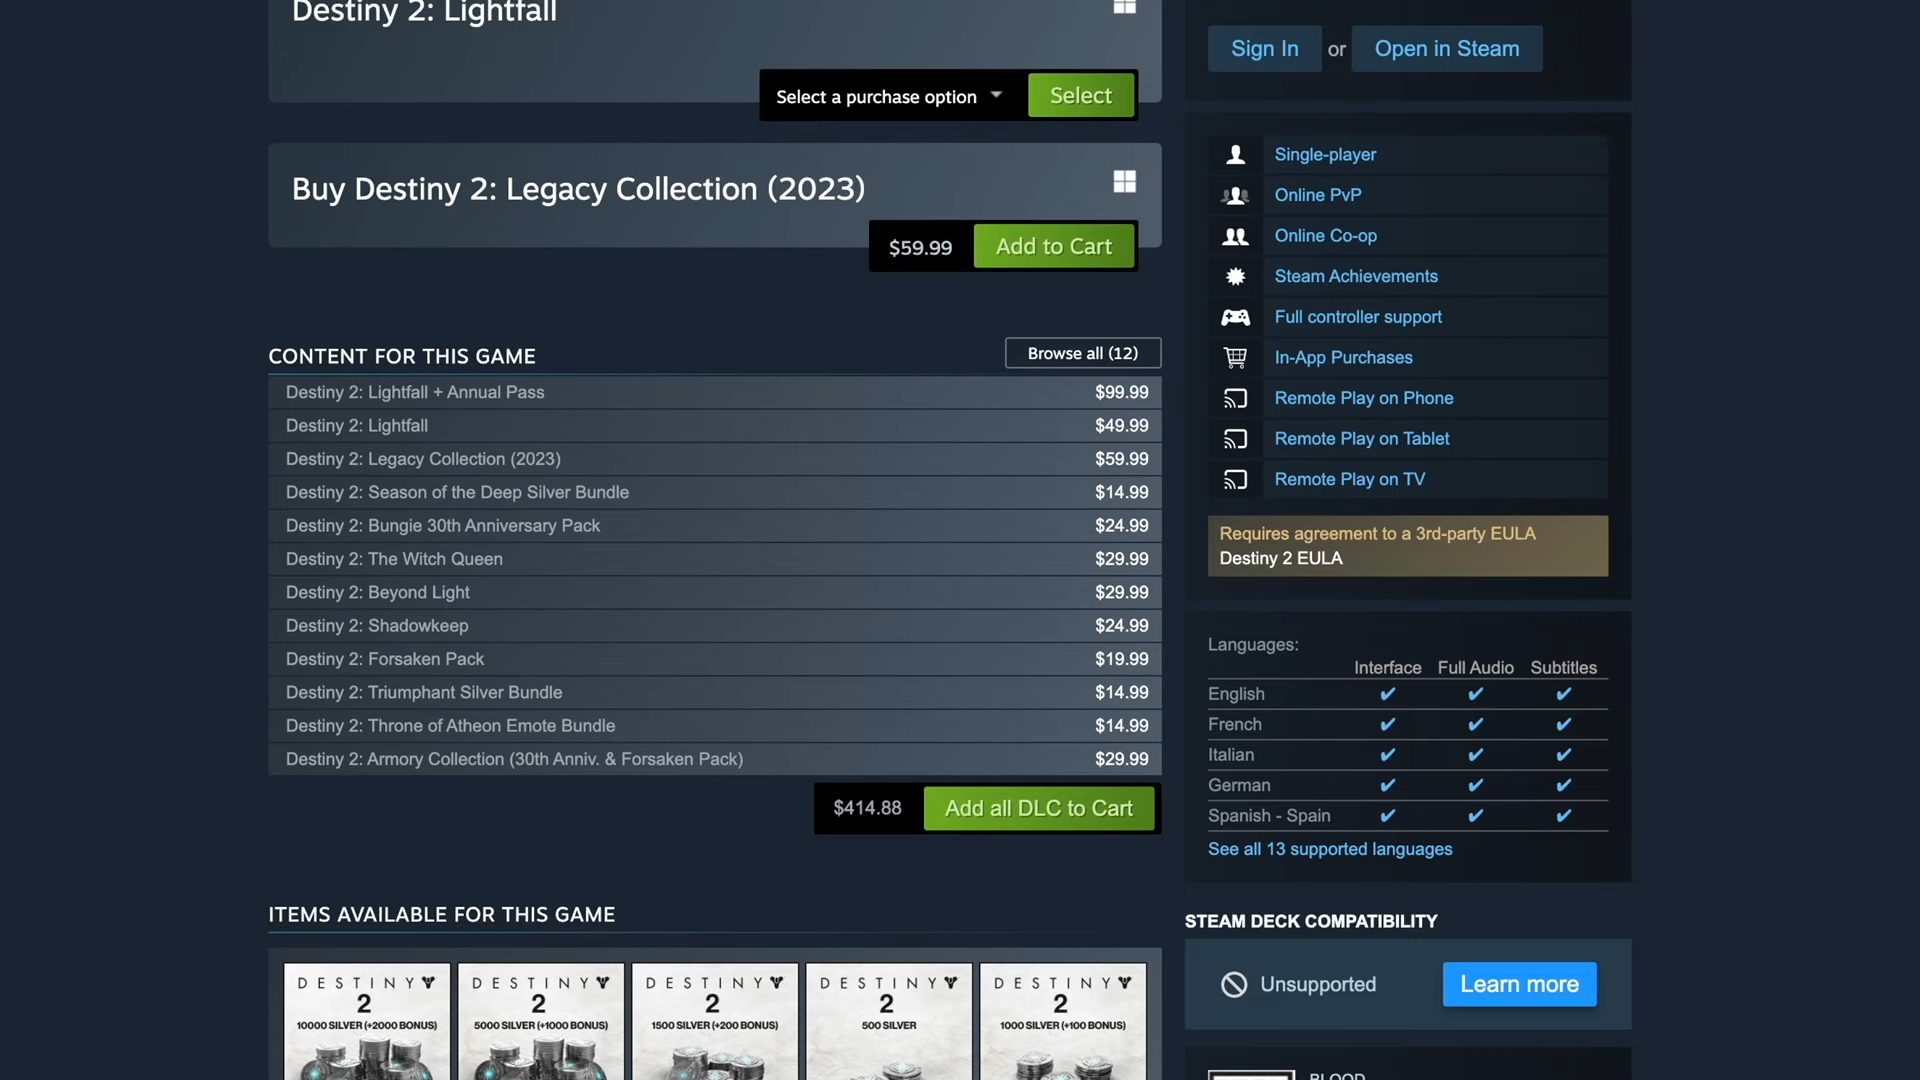 Destiny 2: Lightfall
Select a purchase option
Select
Buy Destiny 2: Legacy Collection (2023)
$59.99
Add to Cart
CONTENT FOR THIS GAME
Browse all (12)
Destiny 2: Lightfall + Annual Pass $99.99
Destiny 2: Lightfall $49.99
Destiny 2: Legacy Collection (2023) $59.99
Destiny 2: Season of the Deep Silver Bundle $14.99
Destiny 2: Bungie 30th Anniversary Pack $24.99
Destiny 2: The Witch Queen $29.99
Destiny 2: Beyond Light $29.99
Destiny 2: Shadowkeep $24.99
Destiny 2: Forsaken Pack $19.99
Destiny 2: Triumphant Silver Bundle $14.99
Destiny 2: Throne of Atheon Emote Bundle $14.99
Destiny 2: Armory Collection (30th Anniv. & Forsaken Pack) $29.99
$414.88
Add all DLC to Cart
ITEMS AVAILABLE FOR THIS GAME
DESTINY
2
10000 SILVER (+2000 BONUS)
DESTINY
2
5000 SILVER (+1000 BONUS)
DESTINY
2
1500 SILVER (+200 BONUS)
DESTINY
2
500 SILVER
DESTINY
2
1000 SILVER (+100 BONUS)
Sign In or Open in Steam
Single-player
Online PvP
Online Co-op
Steam Achievements
Full controller support
In-App Purchases
Remote Play on Phone
Remote Play on Tablet
Remote Play on TV
Requires agreement to a 3rd-party EULA
Destiny 2 EULA
Languages:
Interface Full Audio Subtitles
English ✔ ✔ ✔
French ✔ ✔ ✔
Italian ✔ ✔ ✔
German ✔ ✔ ✔
Spanish - Spain ✔ ✔ ✔
See all 13 supported languages
STEAM DECK COMPATIBILITY
Unsupported
Learn more